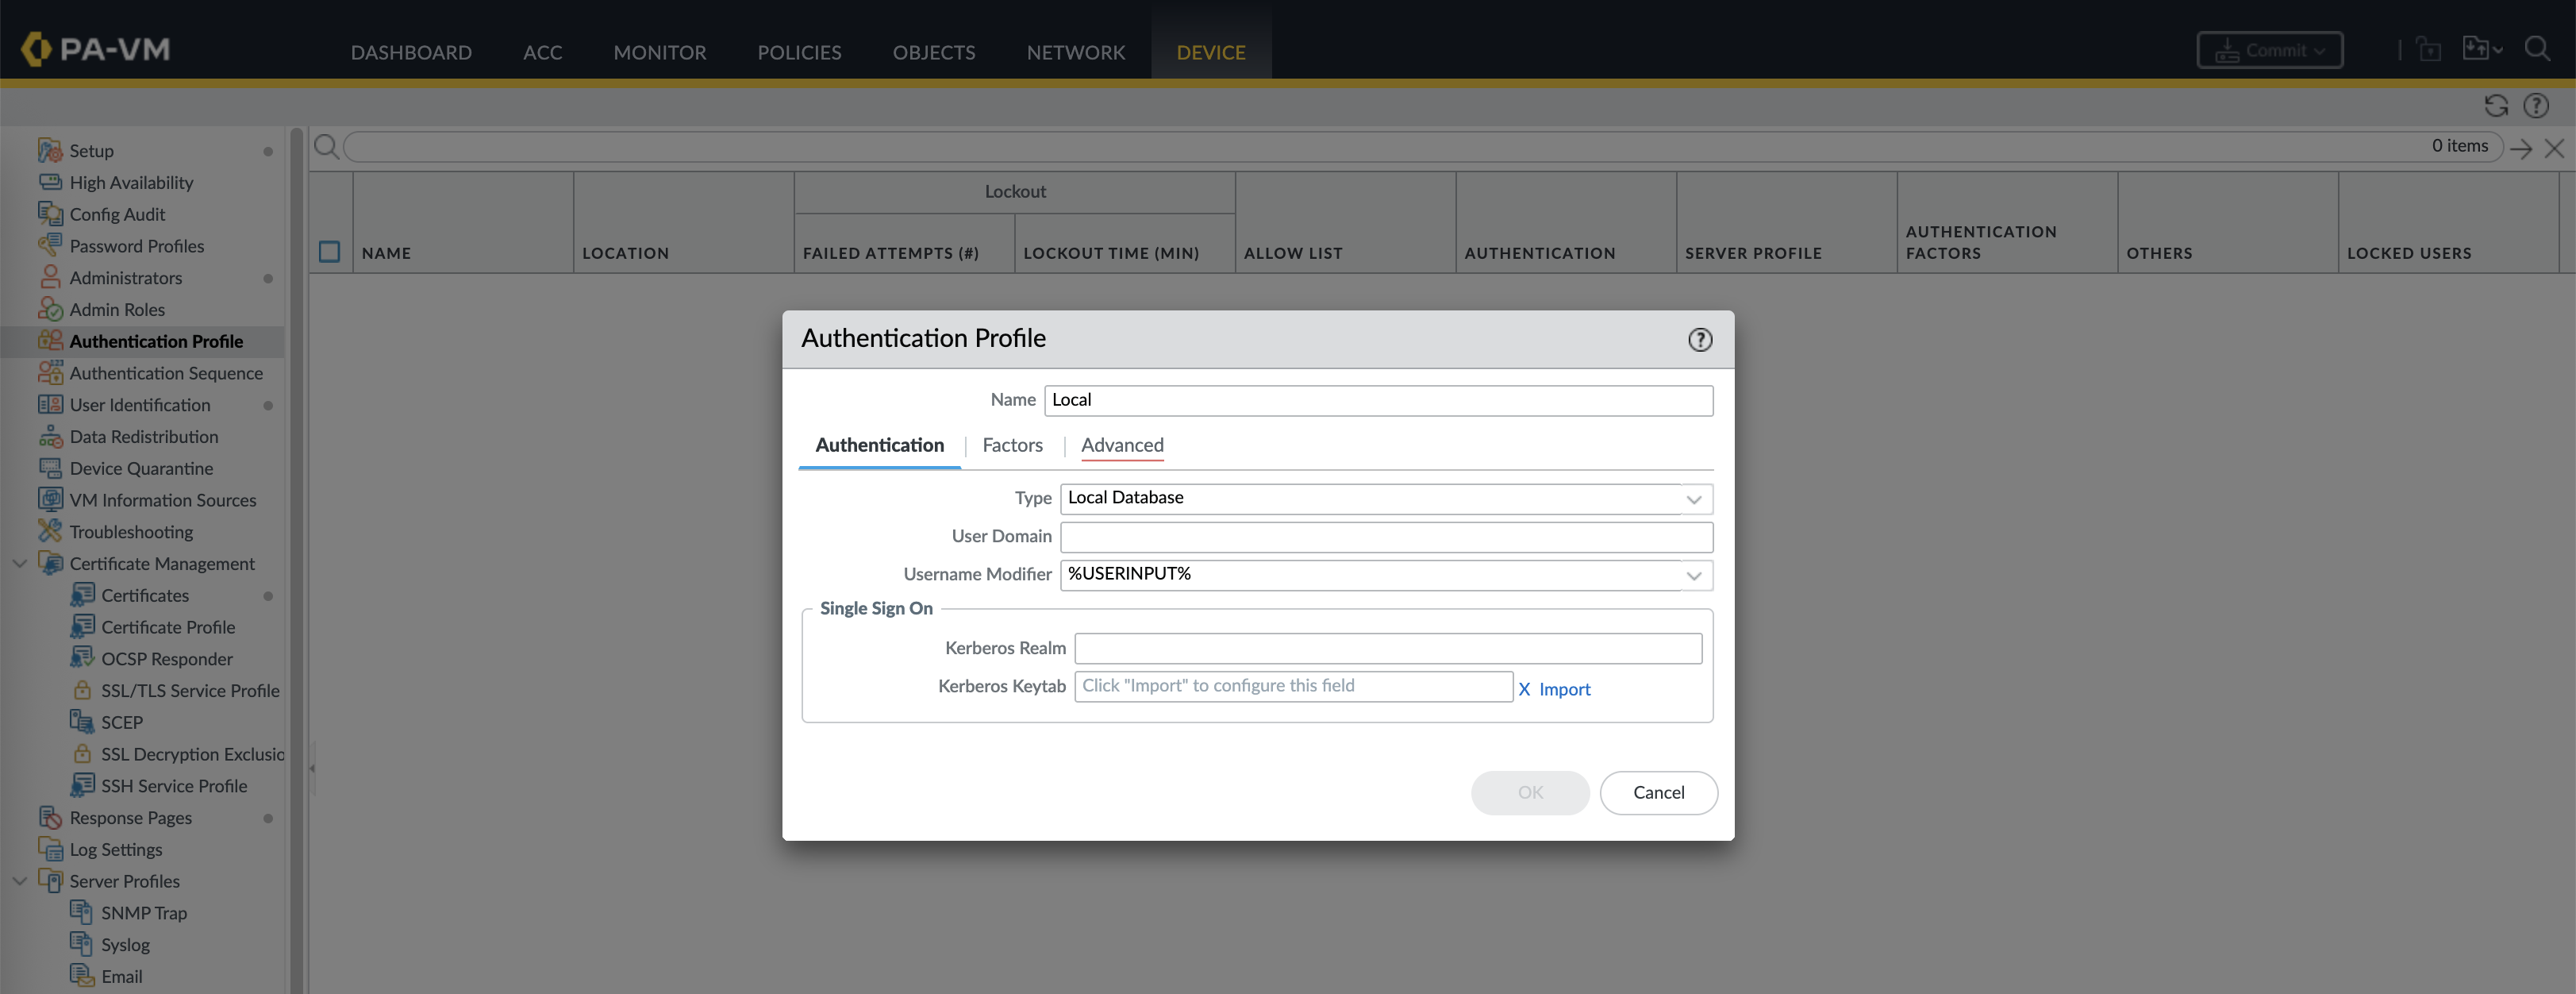 PA-VM
DASHBOARD ACC MONITOR POLICIES OBJECTS NETWORK DEVICE
Commit
0 items
Setup
High Availability
Config Audit
Password Profiles
Administrators
Admin Roles
Authentication Profile
Authentication Sequence
User Identification
Data Redistribution
Device Quarantine
VM Information Sources
Troubleshooting
Certificate Management
Certificates
Certificate Profile
OCSP Responder
SSL/TLS Service Profile
SCEP
SSL Decryption Exclusio
SSH Service Profile
Response Pages
Log Settings
Server Profiles
SNMP Trap
Syslog
Email
Lockout
NAME LOCATION FAILED ATTEMPTS (#) LOCKOUT TIME (MIN) ALLOW LIST AUTHENTICATION SERVER PROFILE AUTHENTICATION FACTORS OTHERS LOCKED USERS
Authentication Profile
Name Local
Authentication | Factors | Advanced
Type Local Database
User Domain
Username Modifier %USERINPUT%
Single Sign On
Kerberos Realm
Kerberos Keytab Click "Import" to configure this field X Import
OK Cancel